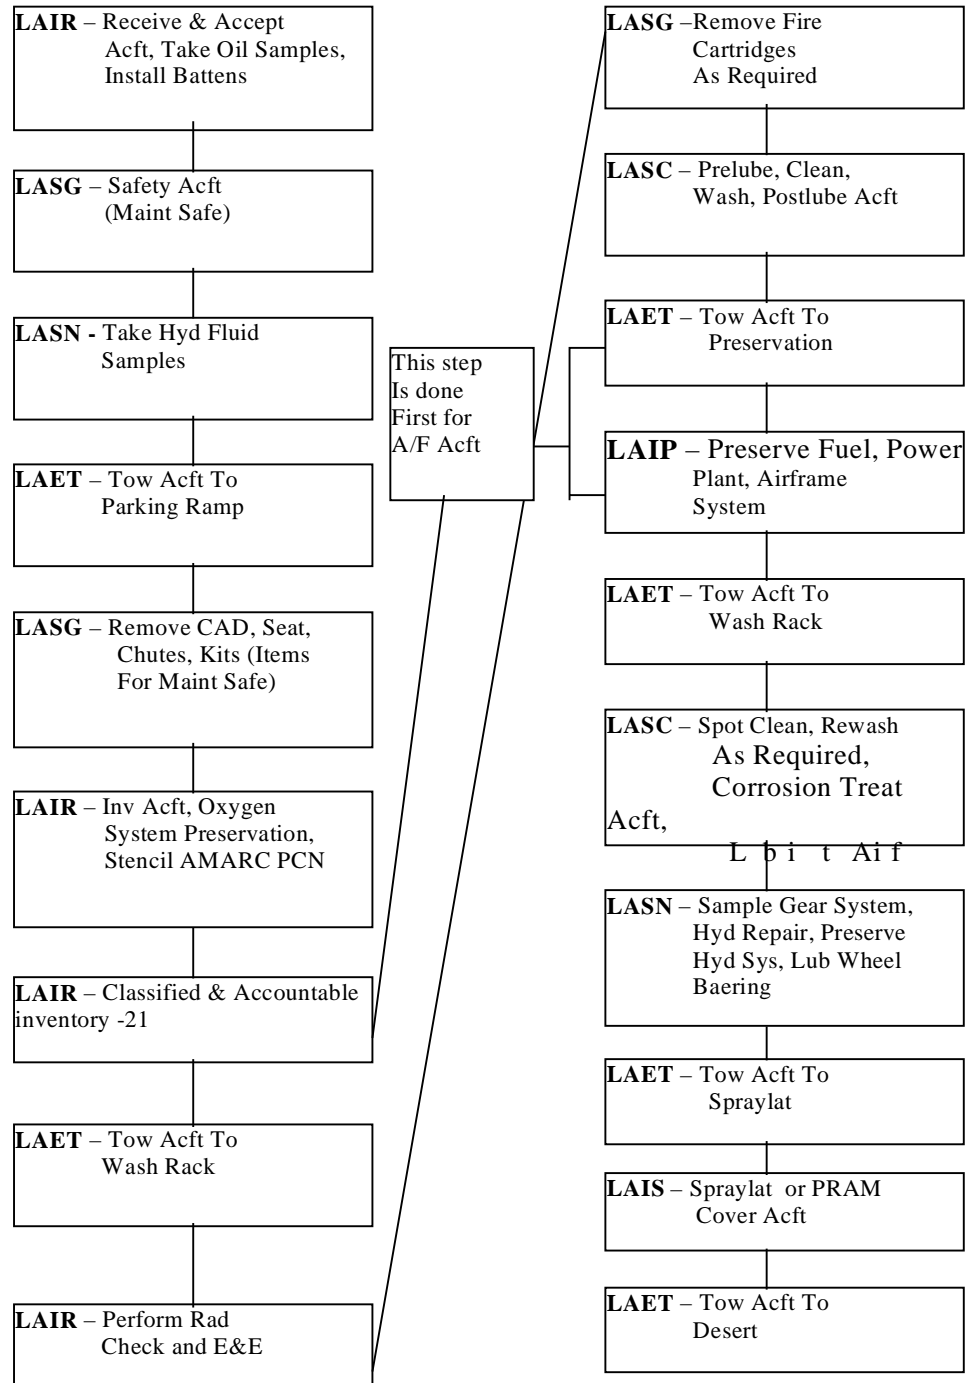 LAIR – Receive & Accept
Acft, Take Oil Samples,
Install Battens
LASG – Safety Acft
(Maint Safe)
LASN - Take Hyd Fluid
Samples
LAET – Tow Acft To
Parking Ramp
LASG – Remove CAD, Seat,
Chutes, Kits (Items
For Maint Safe)
LAIR – Inv Acft, Oxygen
System Preservation,
Stencil AMARC PCN
LAIR – Classified & Accountable
inventory -21
LAET – Tow Acft To
Wash Rack
LAIR – Perform Rad
Check and E&E
This step
Is done
First for
A/F Acft
LASG –Remove Fire
Cartridges
As Required
LASC – Prelube, Clean,
Wash, Postlube Acft
LAET – Tow Acft To
Preservation
LAIP – Preserve Fuel, Power
Plant, Airframe
System
LAET – Tow Acft To
Wash Rack
LASC – Spot Clean, Rewash
As Required,
Corrosion Treat
Acft,
LASN – Sample Gear System,
Hyd Repair, Preserve
Hyd Sys, Lub Wheel
Baering
LAET – Tow Acft To
Spraylat
LAIS – Spraylat or PRAM
Cover Acft
LAET – Tow Acft To
Desert